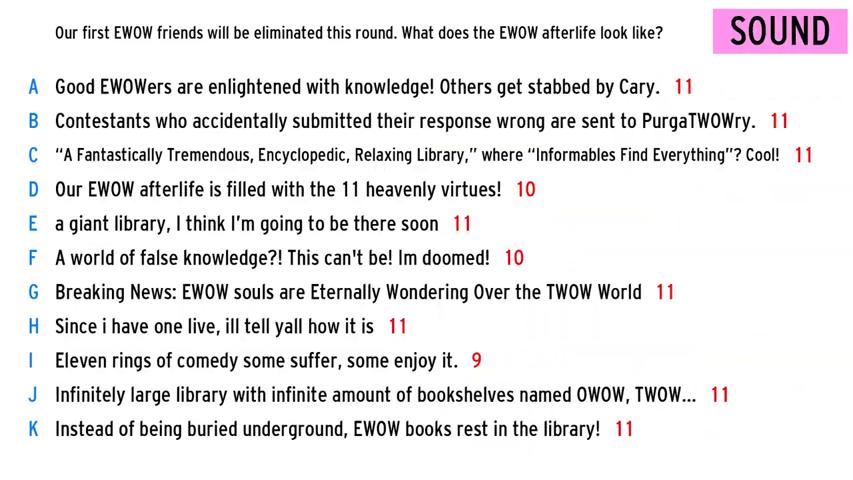 Our first EWOW friends will be eliminated this round. What does the EWOW afterlife look like?
SOUND
A Good EWOWers are enlightened with knowledge! Others get stabbed by Cary. 11
B Contestants who accidentally submitted their response wrong are sent to PurgaTWOWry. 11
C “A Fantastically Tremendous, Encyclopedic, Relaxing Library,” where “Informables Find Everything”? Cool! 11
D Our EWOW afterlife is filled with the 11 heavenly virtues! 10
E a giant library, I think I’m going to be there soon 11
F A world of false knowledge?! This can't be! Im doomed! 10
G Breaking News: EWOW souls are Eternally Wondering Over the TWOW World 11
H Since i have one live, ill tell yall how it is 11
I Eleven rings of comedy some suffer, some enjoy it. 9
J Infinitely large library with infinite amount of bookshelves named OWOW, TWOW... 11
K Instead of being buried underground, EWOW books rest in the library! 11